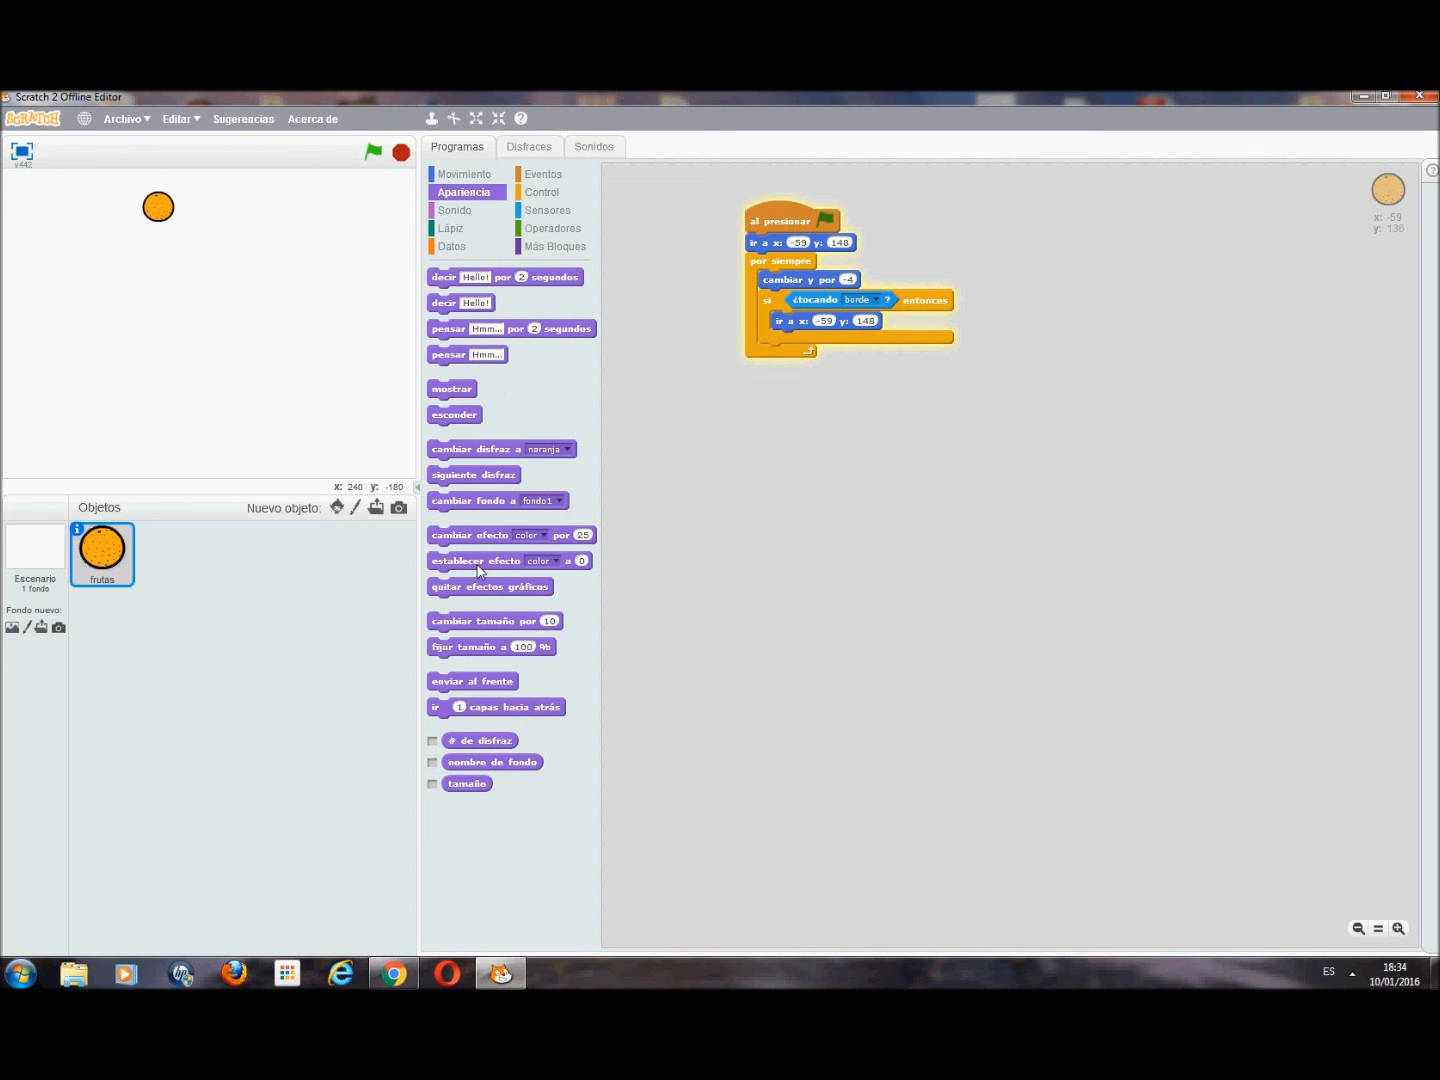 Scratch 2 Offline Editor
SCRATCH Archivo Editar Sugerencias Acerca de
v442
Programas Disfraces Sonidos
Movimiento Eventos
Apariencia Control
Sonido Sensores
Lápiz Operadores
Datos Más Bloques
decir Hello! por 2 segundos
decir Hello!
pensar Hmm... por 2 segundos
pensar Hmm...
mostrar
esconder
cambiar disfraz a naranja
siguiente disfraz
cambiar fondo a fondo1
cambiar efecto color por 25
establecer efecto color a 0
quitar efectos gráficos
cambiar tamaño por 10
fijar tamaño a 100 %
enviar al frente
ir 1 capas hacia atrás
# de disfraz
nombre de fondo
tamaño
al presionar
ir a x: -59 y: 148
por siempre
cambiar y por -4
si ¿tocando borde ? entonces
ir a x: -59 y: 148
x: -59
y: 136
x: 240 y: -180
Objetos Nuevo objeto:
frutas
Escenario
1 fondo
Fondo nuevo:
ES
18:34
10/01/2016